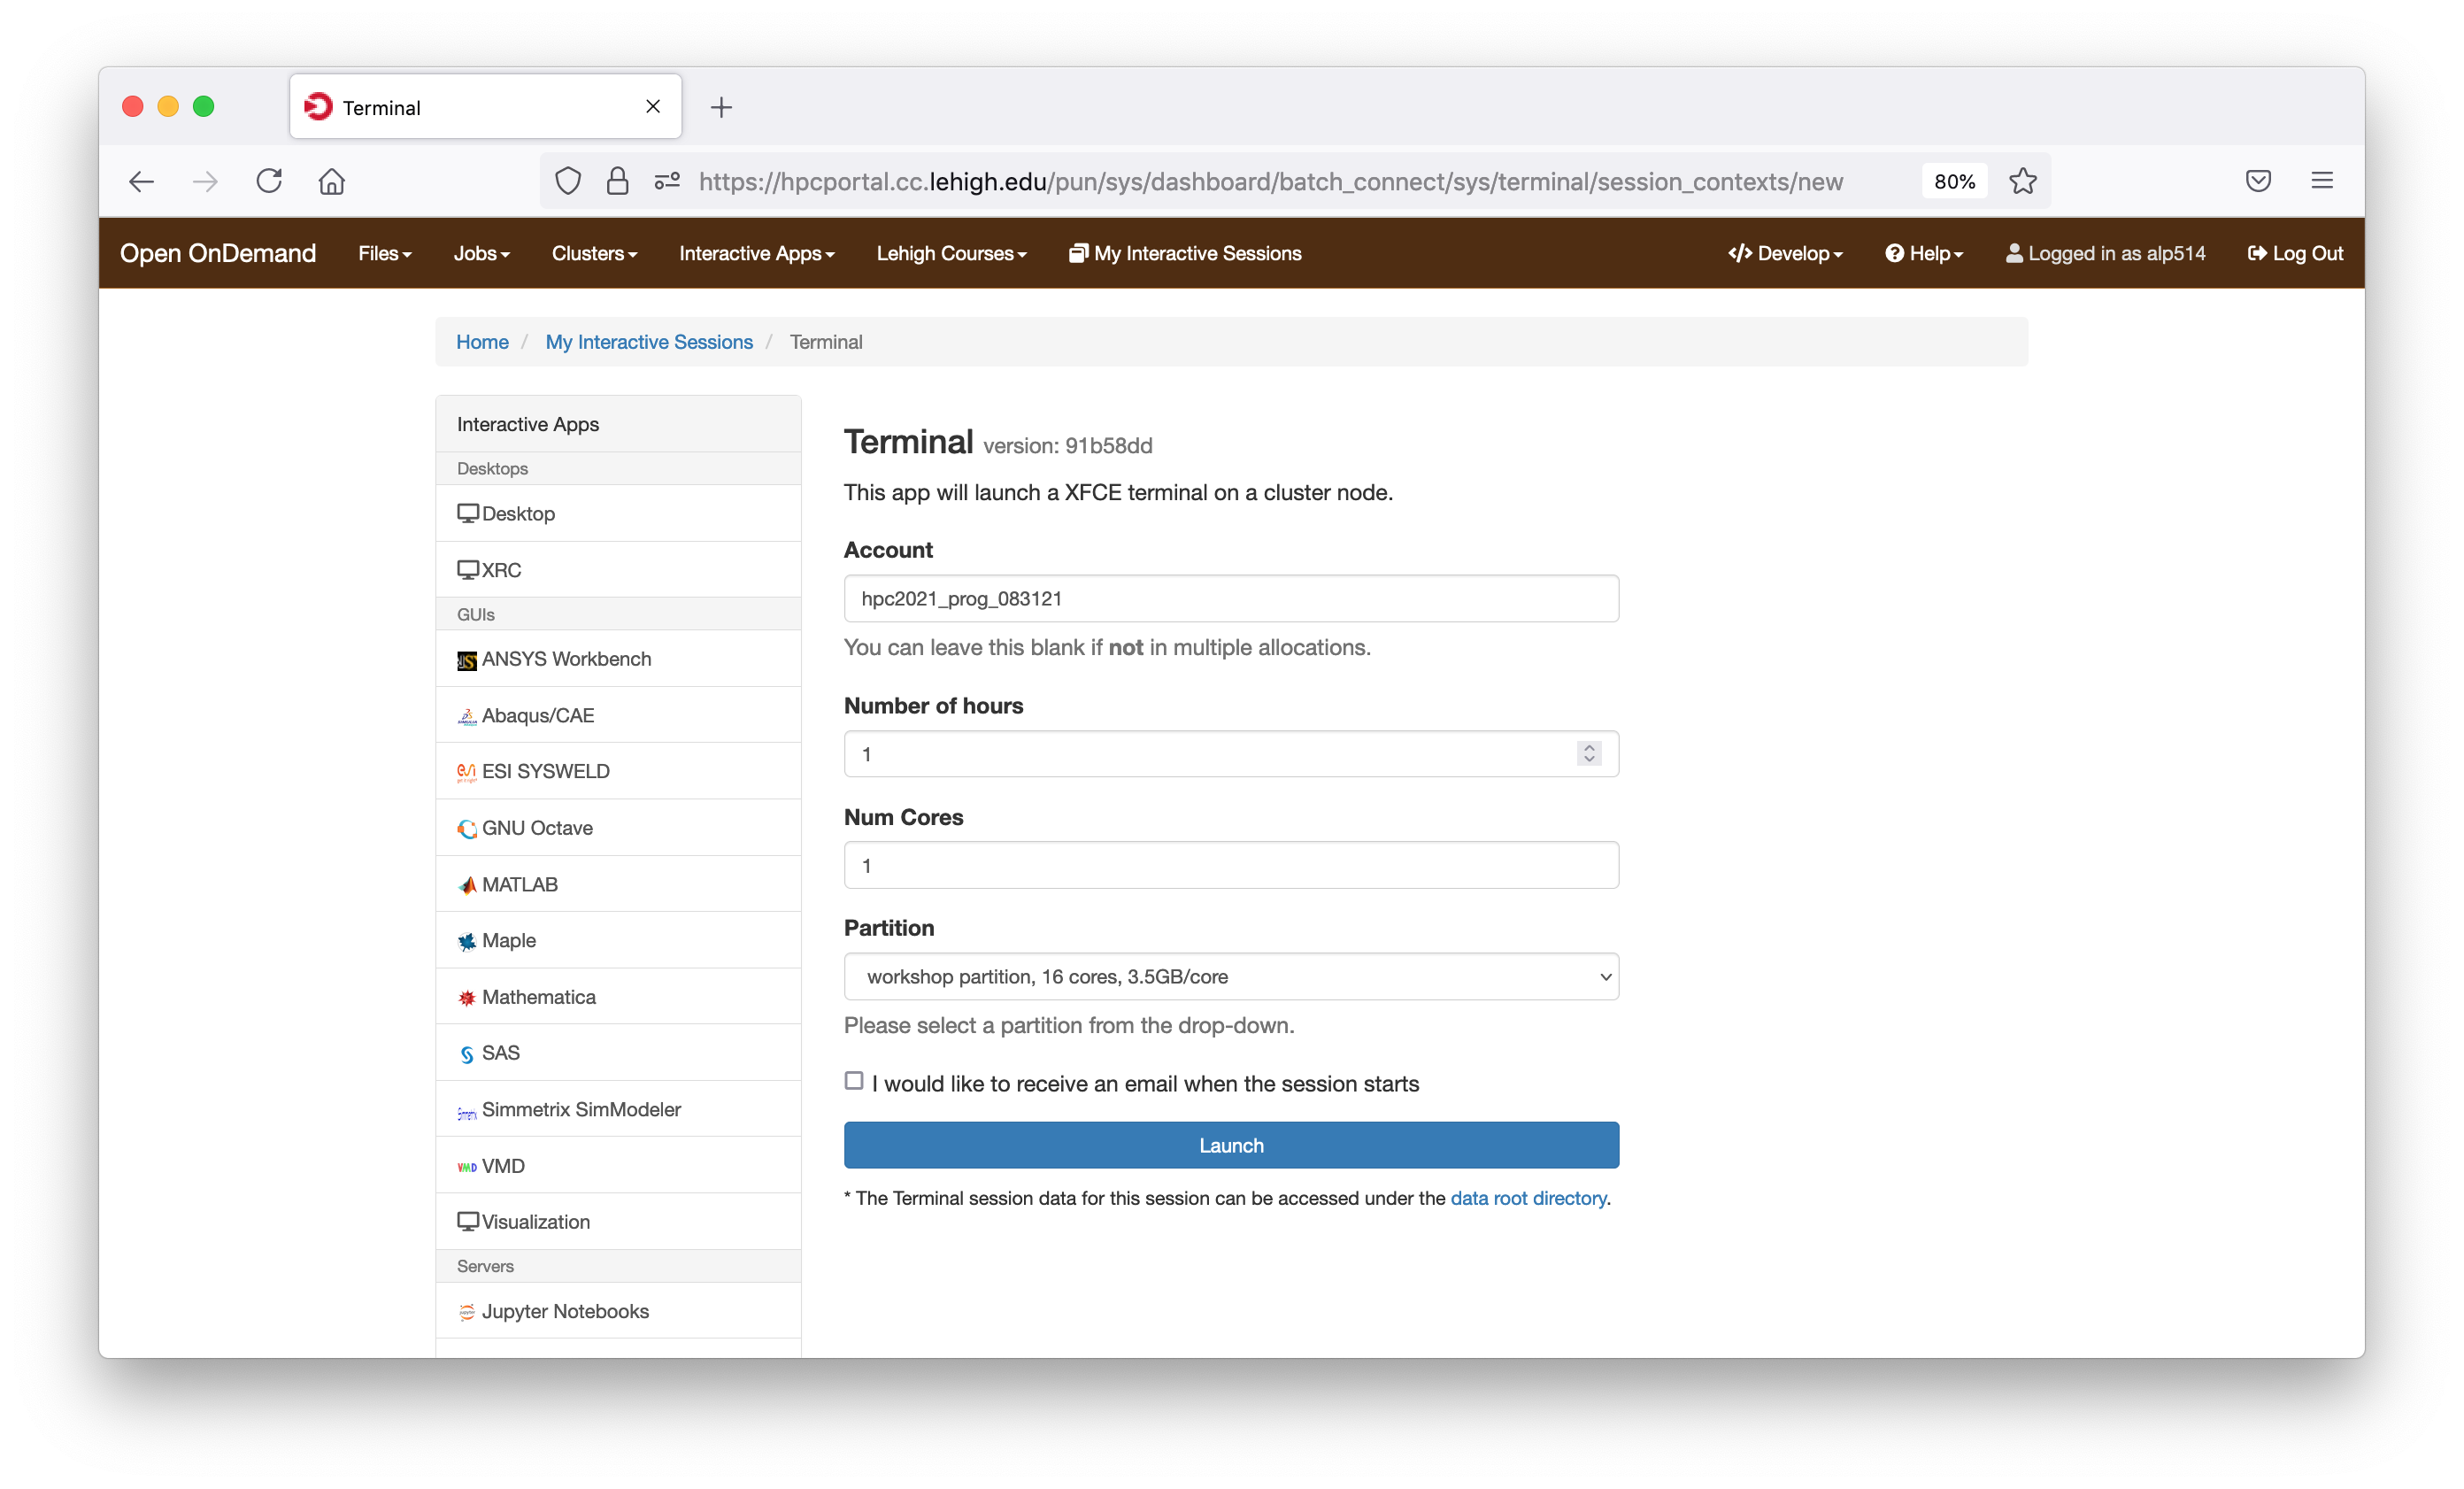 Terminal
https://hpcportal.cc.lehigh.edu/pun/sys/dashboard/batch_connect/sys/terminal/session_contexts/new
80%
Open OnDemand Files Jobs Clusters Interactive Apps Lehigh Courses My Interactive Sessions Develop Help Logged in as alp514 Log Out
Home / My Interactive Sessions / Terminal
Interactive Apps
Desktops
Desktop
XRC
GUIs
ANSYS Workbench
Abaqus/CAE
ESI SYSWELD
GNU Octave
MATLAB
Maple
Mathematica
SAS
Simmetrix SimModeler
VMD VMD
Visualization
Servers
Jupyter Notebooks
Terminal version: 91b58dd
This app will launch a XFCE terminal on a cluster node.
Account
hpc2021_prog_083121
You can leave this blank if not in multiple allocations.
Number of hours
1
Num Cores
1
Partition
workshop partition, 16 cores, 3.5GB/core
Please select a partition from the drop-down.
I would like to receive an email when the session starts
Launch
* The Terminal session data for this session can be accessed under the data root directory.